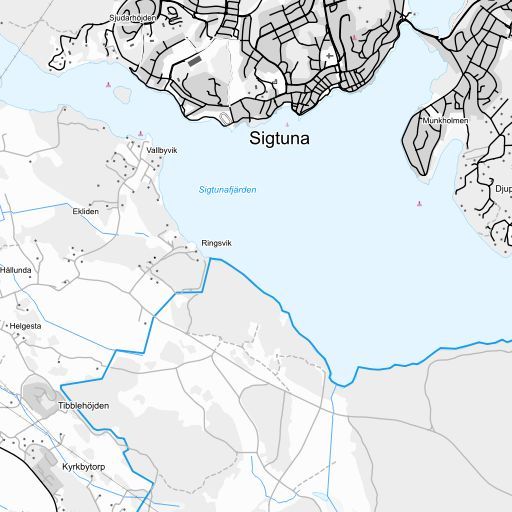 Sjudarhöjden
Munkholmen
Sigtuna
Vallbyvik
Sigtunafjärden
Djup
Ekliden
Ringsvik
Hällunda
Helgesta
Tibblehöjden
Kyrkbytorp